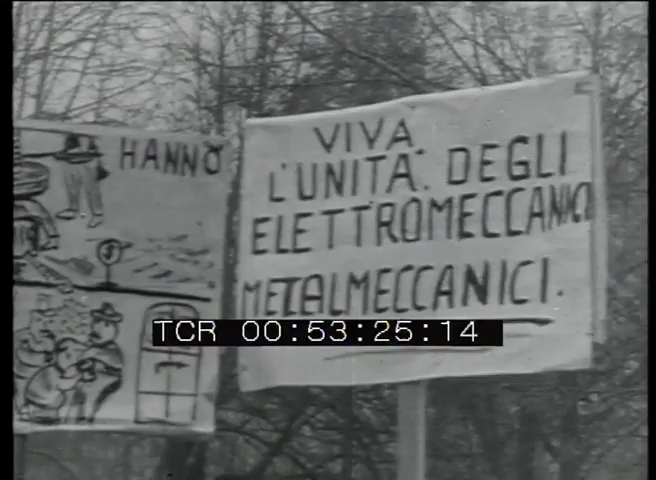 HANNO
VIVA
L'UNITA'. DEGLI
ELETTROMECCANICI
METALMECCANICI.
TCR 00:53:25:14